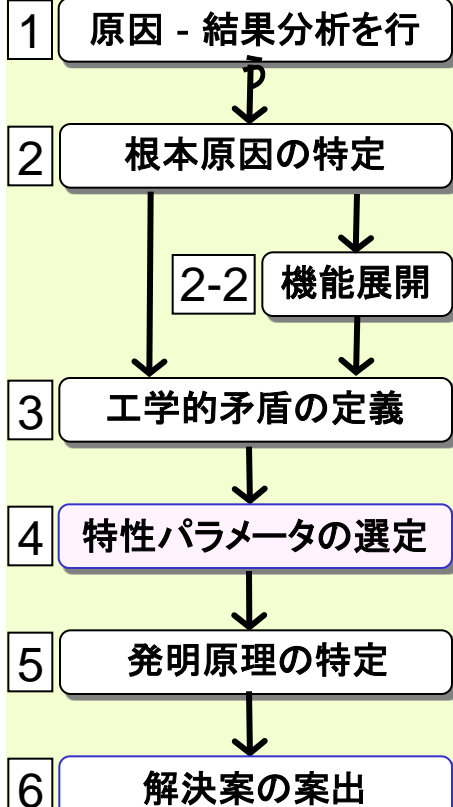 1
原因 - 結果分析を行
う
2
根本原因の特定
2-2
機能展開
3
工学的矛盾の定義
4
特性パラメータの選定
5
発明原理の特定
6
解決案の案出